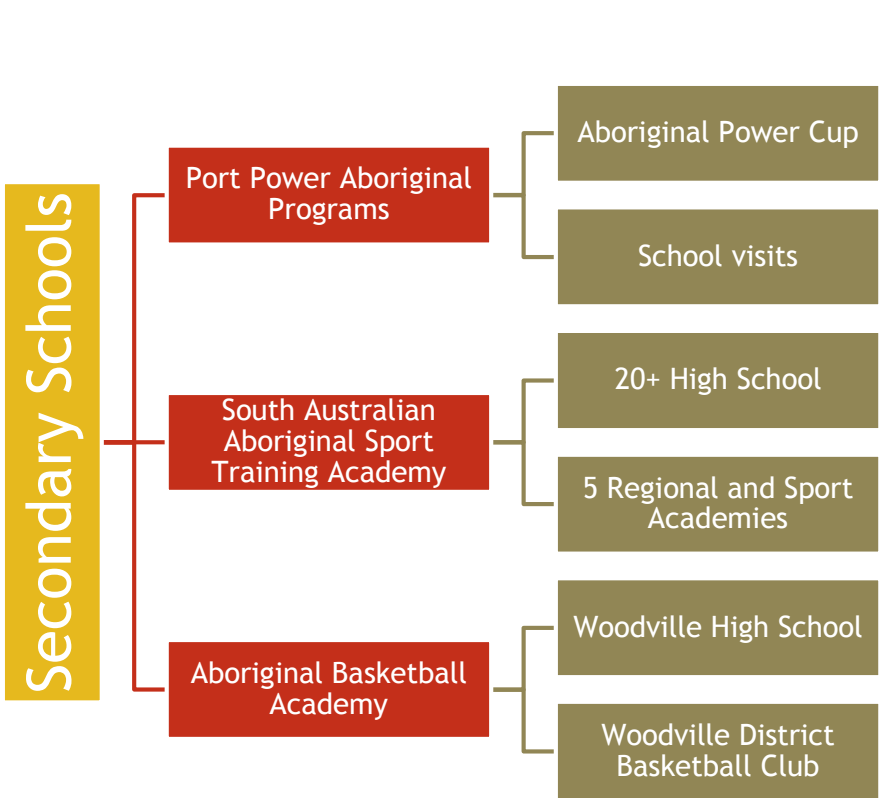 Secondary Schools
Port Power Aboriginal
Programs
Aboriginal Power Cup
School visits
South Australian
Aboriginal Sport
Training Academy
20+ High School
5 Regional and Sport
Academies
Aboriginal Basketball
Academy
Woodville High School
Woodville District
Basketball Club